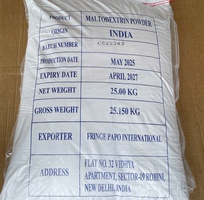 PRODUCT MALTODEXTRIN POWDER
ORIGIN INDIA
BATCH NUMBER
PRODUCTION DATE MAY 2025
EXPIRY DATE APRIL 2027
NET WEIGHT 25.00 KG
GROSS WEIGHT 25.150 KG
EXPORTER FRINGE PAPO INTERNATIONAL
ADDRESS FLAT NO. 32 VIDHYA
APARTMENT, SECTOR-09 ROHINI,
NEW DELHI, INDIA